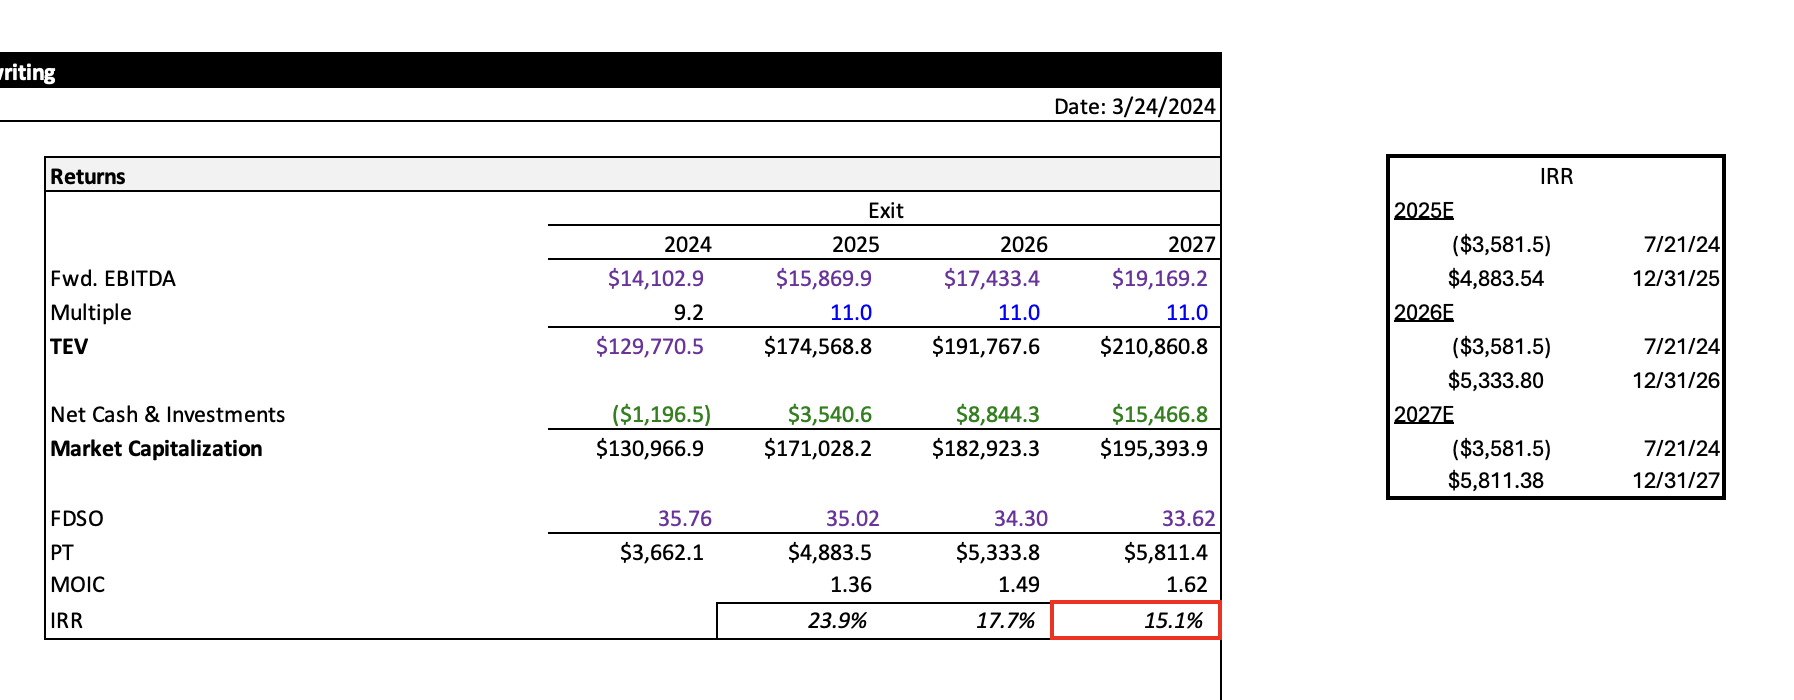 writing
Date: 3/24/2024
Returns
Exit
2024 2025 2026 2027
Fwd. EBITDA $14,102.9 $15,869.9 $17,433.4 $19,169.2
Multiple 9.2 11.0 11.0 11.0
TEV $129,770.5 $174,568.8 $191,767.6 $210,860.8
Net Cash & Investments ($1,196.5) $3,540.6 $8,844.3 $15,466.8
Market Capitalization $130,966.9 $171,028.2 $182,923.3 $195,393.9
FDSO 35.76 35.02 34.30 33.62
PT $3,662.1 $4,883.5 $5,333.8 $5,811.4
MOIC 1.36 1.49 1.62
IRR 23.9% 17.7% 15.1%
IRR
2025E
($3,581.5) 7/21/24
$4,883.54 12/31/25
2026E
($3,581.5) 7/21/24
$5,333.80 12/31/26
2027E
($3,581.5) 7/21/24
$5,811.38 12/31/27